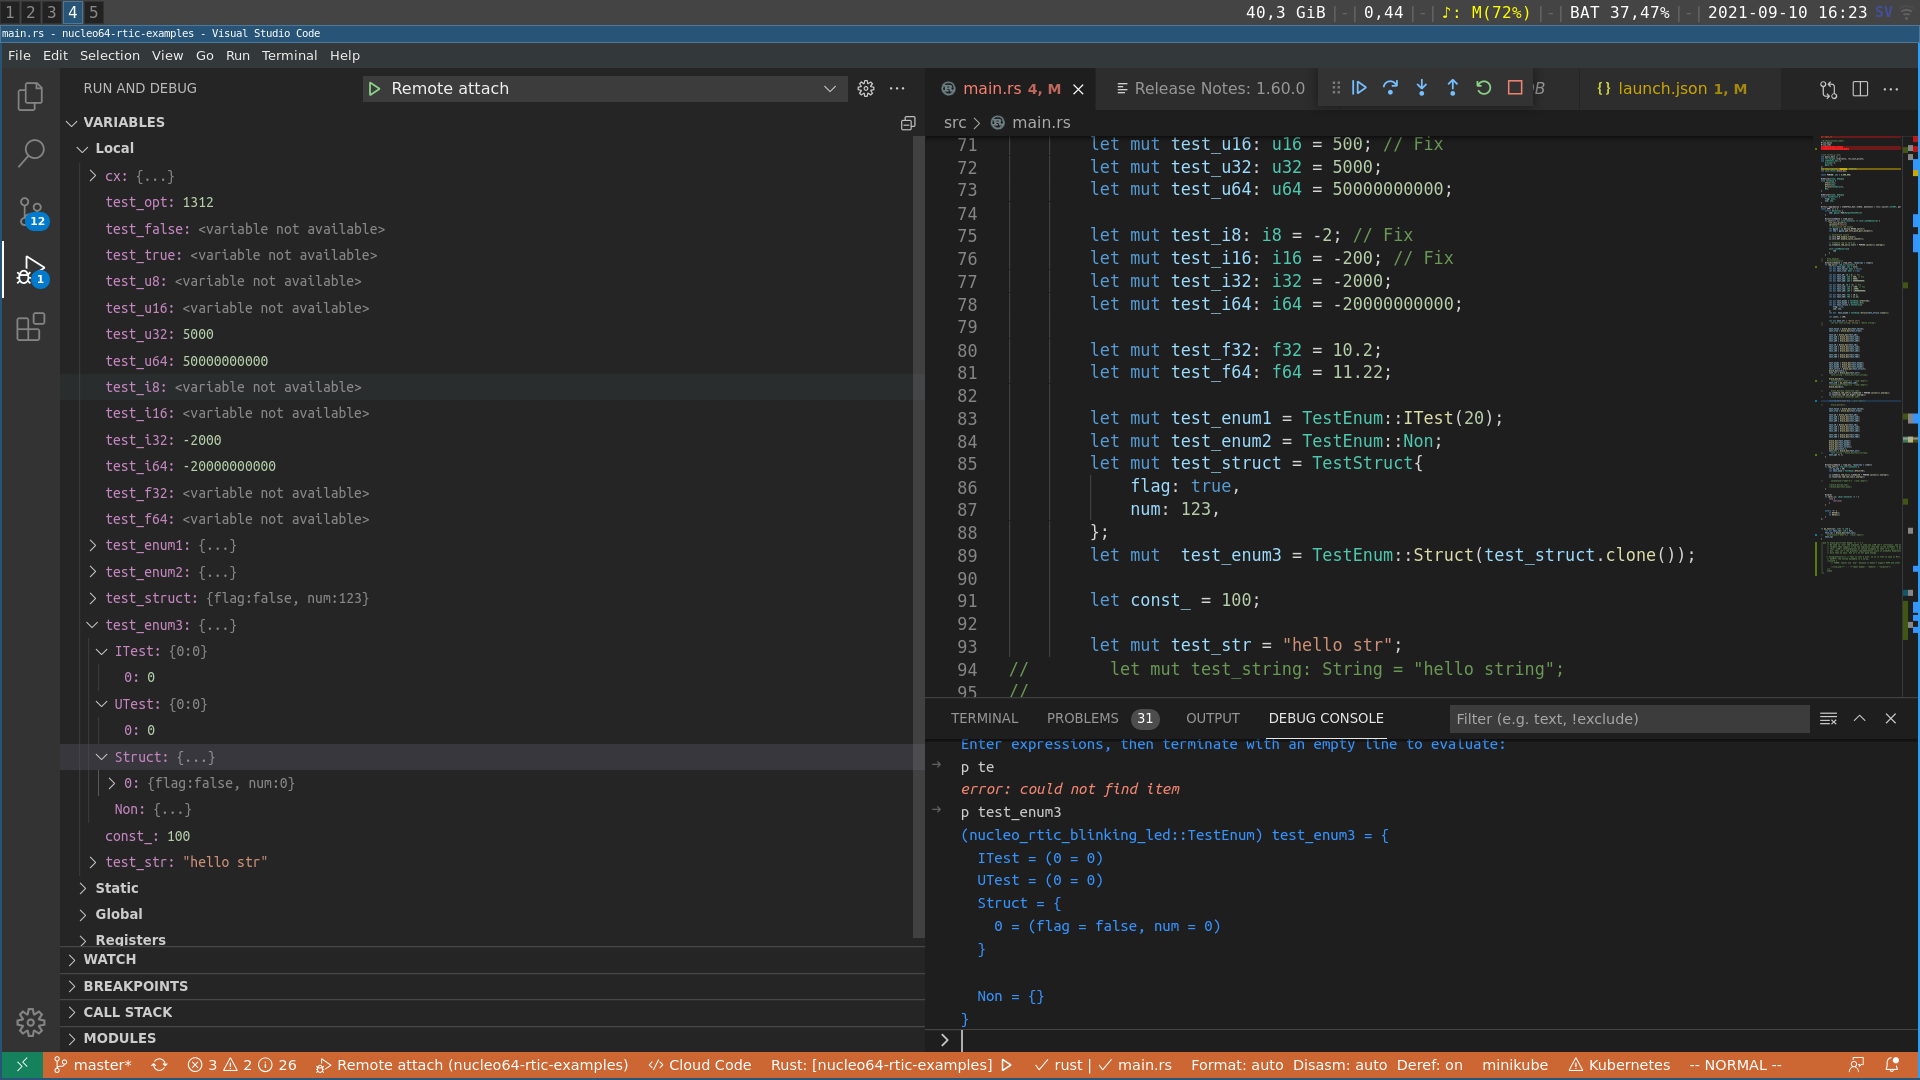 1 2 3 4 5
40,3 GiB |-| 0,44 |-| ♪: M(72%) |-| BAT 37,47% |-| 2021-09-10 16:23 SV
main.rs - nucleo64-rtic-examples - Visual Studio Code
File Edit Selection View Go Run Terminal Help
RUN AND DEBUG
Remote attach
VARIABLES
Local
cx: {...}
test_opt: 1312
test_false: <variable not available>
test_true: <variable not available>
test_u8: <variable not available>
test_u16: <variable not available>
test_u32: 5000
test_u64: 50000000000
test_i8: <variable not available>
test_i16: <variable not available>
test_i32: -2000
test_i64: -20000000000
test_f32: <variable not available>
test_f64: <variable not available>
test_enum1: {...}
test_enum2: {...}
test_struct: {flag:false, num:123}
test_enum3: {...}
ITest: {0:0}
0: 0
UTest: {0:0}
0: 0
Struct: {...}
0: {flag:false, num:0}
Non: {...}
const_: 100
test_str: "hello str"
Static
Global
Registers
WATCH
BREAKPOINTS
CALL STACK
MODULES
12
1
main.rs 4, M
Release Notes: 1.60.0
launch.json 1, M
src > main.rs
71 let mut test_u16: u16 = 500; // Fix
72 let mut test_u32: u32 = 5000;
73 let mut test_u64: u64 = 50000000000;
74
75 let mut test_i8: i8 = -2; // Fix
76 let mut test_i16: i16 = -200; // Fix
77 let mut test_i32: i32 = -2000;
78 let mut test_i64: i64 = -20000000000;
79
80 let mut test_f32: f32 = 10.2;
81 let mut test_f64: f64 = 11.22;
82
83 let mut test_enum1 = TestEnum::ITest(20);
84 let mut test_enum2 = TestEnum::Non;
85 let mut test_struct = TestStruct{
86 flag: true,
87 num: 123,
88 };
89 let mut  test_enum3 = TestEnum::Struct(test_struct.clone());
90
91 let const_ = 100;
92
93 let mut test_str = "hello str";
94 //        let mut test_string: String = "hello string";
95 //
TERMINAL PROBLEMS 31 OUTPUT DEBUG CONSOLE
Filter (e.g. text, !exclude)
Enter expressions, then terminate with an empty line to evaluate:
p te
error: could not find item
p test_enum3
(nucleo_rtic_blinking_led::TestEnum) test_enum3 = {
ITest = (0 = 0)
UTest = (0 = 0)
Struct = {
0 = (flag = false, num = 0)
}
Non = {}
}
master* 3 2 26 Remote attach (nucleo64-rtic-examples) Cloud Code Rust: [nucleo64-rtic-examples] ✓ rust | ✓ main.rs Format: auto Disasm: auto Deref: on minikube Kubernetes -- NORMAL --